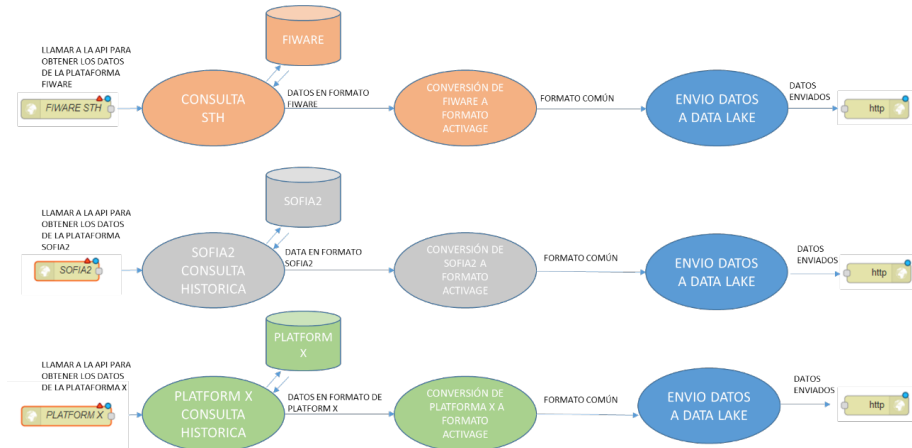 FIWARE
LLAMAR A LA API PARA
OBTENER LOS DATOS
DE LA PLATAFORMA
FIWARE
FIWARE STH
CONSULTA
STH
DATOS EN FORMATO
FIWARE
CONVERSIÓN DE
FIWARE A
FORMATO
ACTIVAGE
FORMATO COMÚN
ENVIO DATOS
A DATA LAKE
DATOS
ENVIADOS
http
SOFIA2
LLAMAR A LA API PARA
OBTENER LOS DATOS
DE LA PLATAFORMA
SOFIA2
SOFIA2
SOFIA2
CONSULTA
HISTORICA
DATA EN FORMATO
SOFIA2
CONVERSIÓN DE
SOFIA2 A
FORMATO
ACTIVAGE
FORMATO COMÚN
ENVIO DATOS
A DATA LAKE
DATOS
ENVIADOS
http
PLATFORM
X
LLAMAR A LA API PARA
OBTENER LOS DATOS
DE LA PLATAFORMA X
PLATFORM X
PLATFORM X
CONSULTA
HISTORICA
DATOS EN FORMATO DE
PLATFORM X
CONVERSIÓN DE
PLATFORMA X A
FORMATO
ACTIVAGE
FORMATO COMÚN
ENVIO DATOS
A DATA LAKE
DATOS
ENVIADOS
http